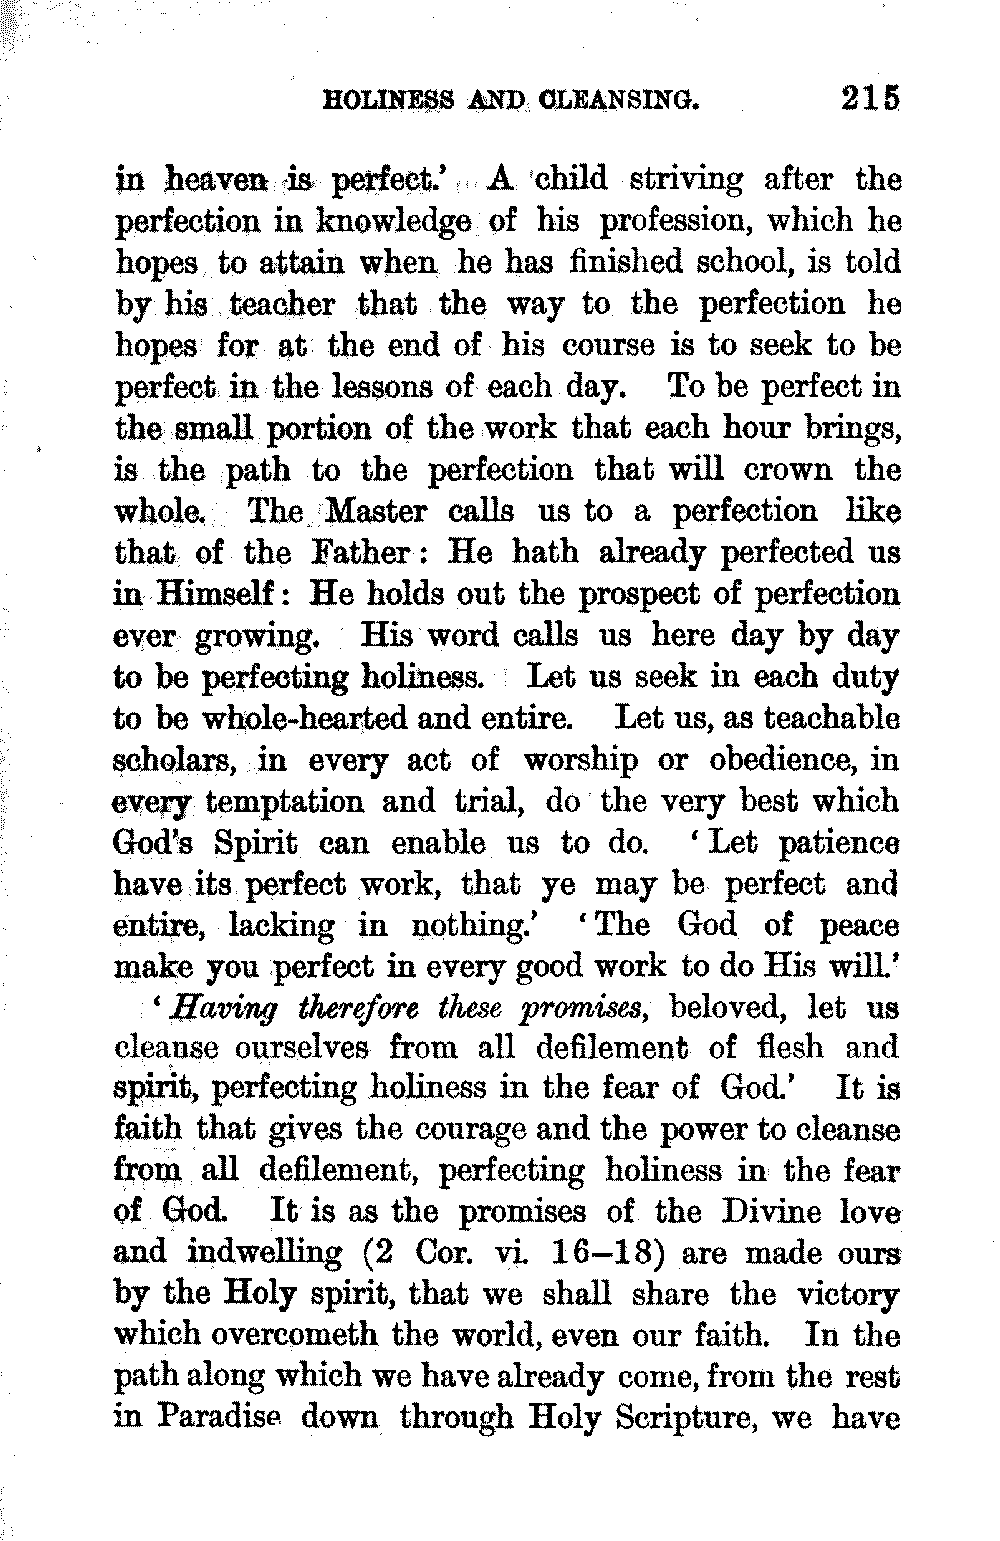 HOLINESS AND CLEANSING. 215
in heaven is perfect.' A child striving after the
perfection in knowledge of his profession, which he
hopes to attain when he has finished school, is told
by his teacher that the way to the perfection he
hopes for at the end of his course is to seek to be
perfect in the lessons of each day. To be perfect in
the small portion of the work that each hour brings,
is the path to the perfection that will crown the
whole. The Master calls us to a perfection like
that of the Father: He hath already perfected us
in Himself: He holds out the prospect of perfection
ever growing. His word calls us here day by day
to be perfecting holiness. Let us seek in each duty
to be whole-hearted and entire. Let us, as teachable
scholars, in every act of worship or obedience, in
every temptation and trial, do the very best which
God's Spirit can enable us to do. ‘Let patience
have its perfect work, that ye may be perfect and
entire, lacking in nothing.’ ‘The God of peace
make you perfect in every good work to do His will.’
‘Having therefore these promises, beloved, let us
cleanse ourselves from all defilement of flesh and
spirit, perfecting holiness in the fear of God.’ It is
faith that gives the courage and the power to cleanse
from all defilement, perfecting holiness in the fear
of God. It is as the promises of the Divine love
and indwelling (2 Cor. vi. 16–18) are made ours
by the Holy spirit, that we shall share the victory
which overcometh the world, even our faith. In the
path along which we have already come, from the rest
in Paradise down through Holy Scripture, we have